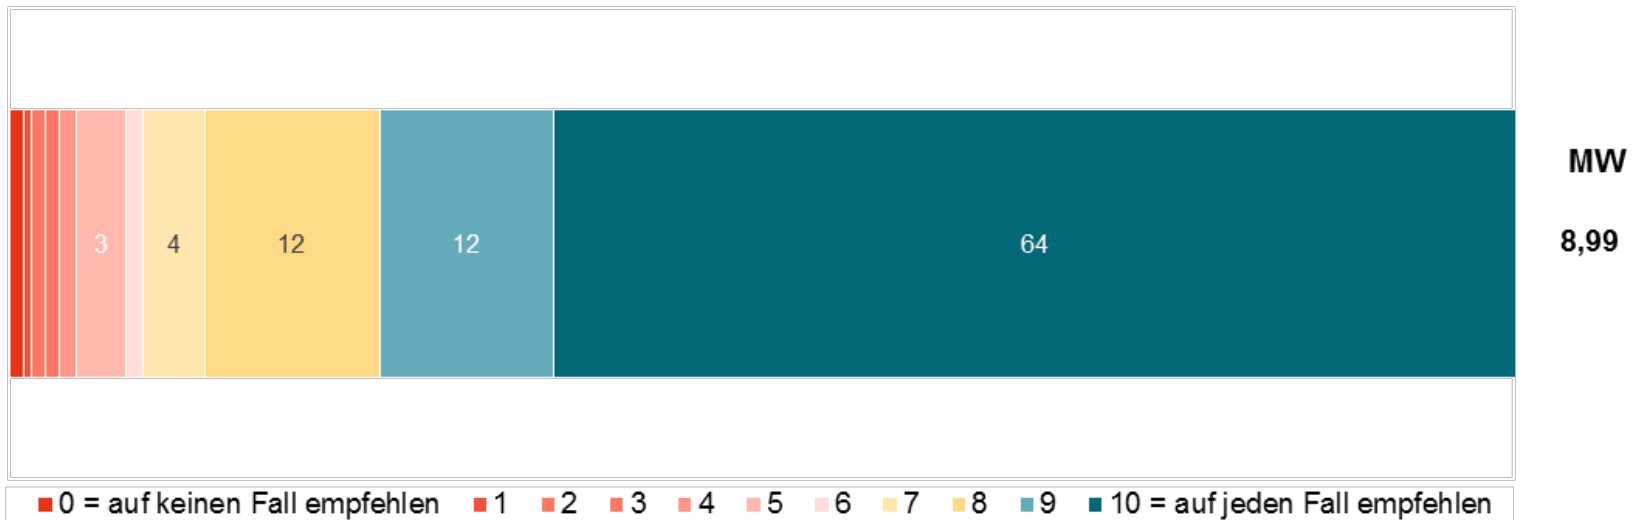 MW
3 4 12 12 64 8,99
0 = auf keinen Fall empfehlen 1 2 3 4 5 6 7 8 9 10 = auf jeden Fall empfehlen